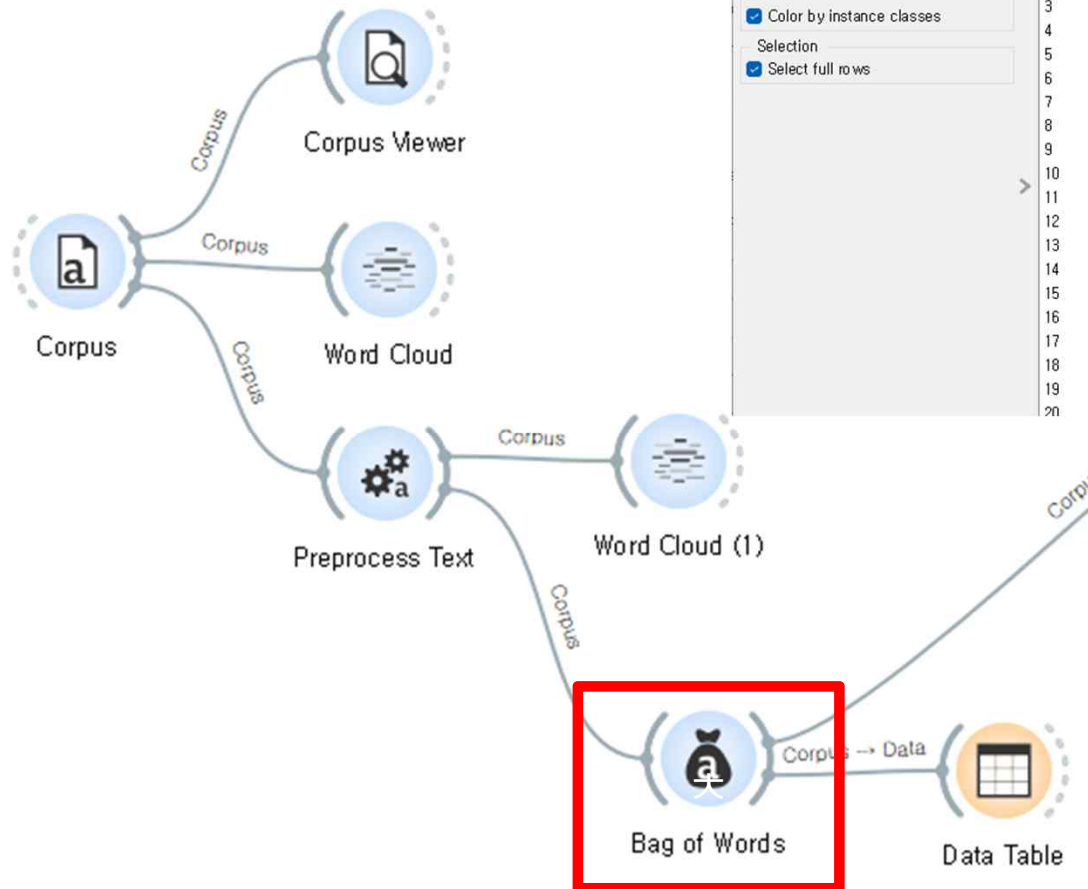 Color by instance classes
Selection
Select full rows
3
4
5
6
7
8
9
10
11
12
13
14
15
16
17
18
19
20
Corpus
Corpus Viewer
Corpus
Word Cloud
Corpus
a
Corpus
Corpus
a
Preprocess Text
Corpus
Word Cloud (1)
Corpus
a
Bag of Words
Corpus → Data
Data Table